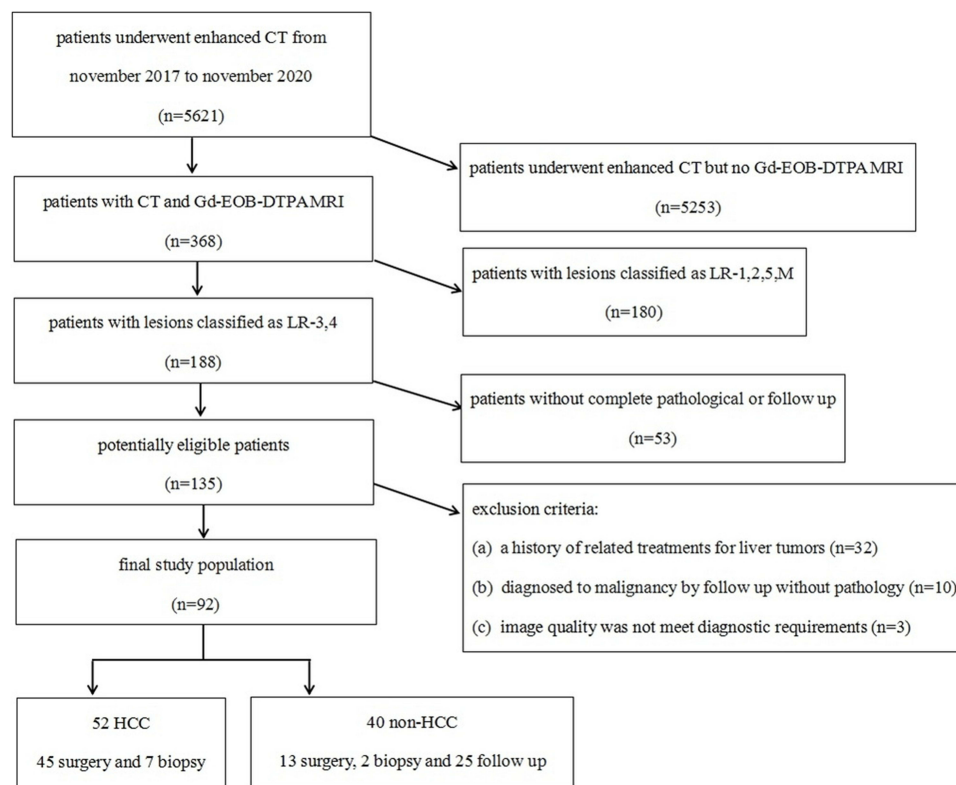 patients underwent enhanced CT from
november 2017 to november 2020
(n=5621)
patients underwent enhanced CT but no Gd-EOB-DTPA MRI
(n=5253)
patients with CT and Gd-EOB-DTPAMRI
(n=368)
patients with lesions classified as LR-1,2,5,M
(n=180)
patients with lesions classified as LR-3,4
(n=188)
patients without complete pathological or follow up
(n=53)
potentially eligible patients
(n=135)
exclusion criteria:
(a) a history of related treatments for liver tumors (n=32)
(b) diagnosed to malignancy by follow up without pathology (n=10)
(c) image quality was not meet diagnostic requirements (n=3)
final study population
(n=92)
52 HCC
45 surgery and 7 biopsy
40 non-HCC
13 surgery, 2 biopsy and 25 follow up